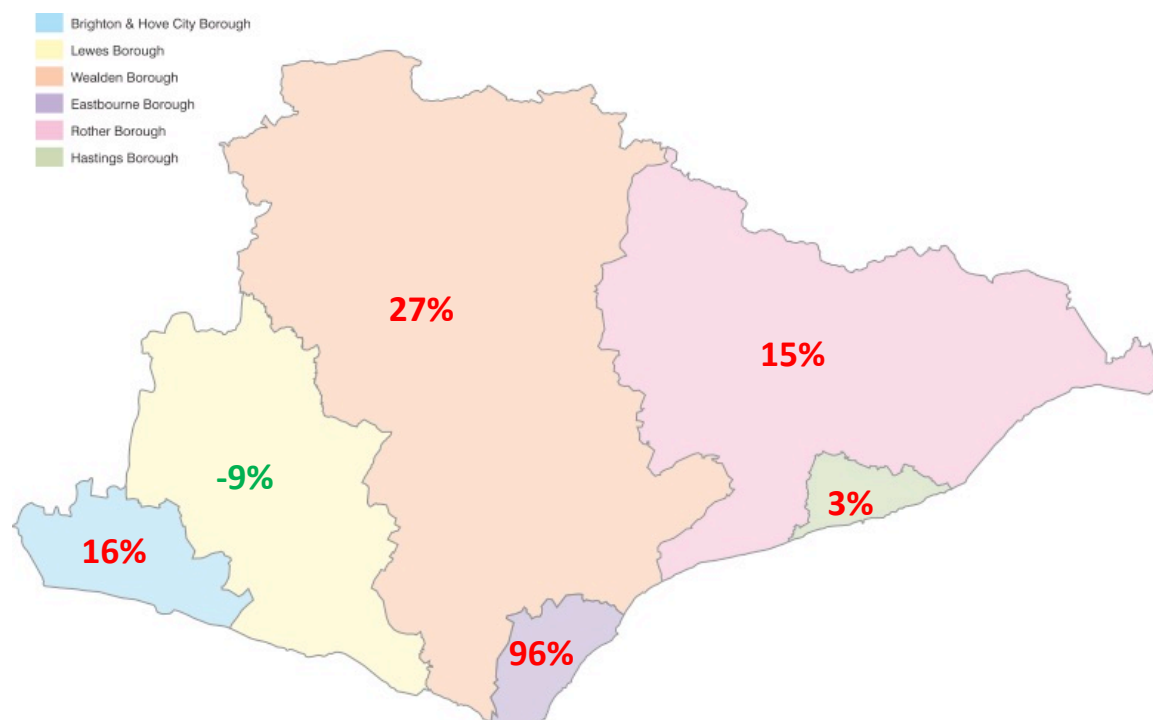 Brighton & Hove City Borough
Lewes Borough
Wealden Borough
Eastbourne Borough
Rother Borough
Hastings Borough
27%
15%
-9%
3%
16%
96%